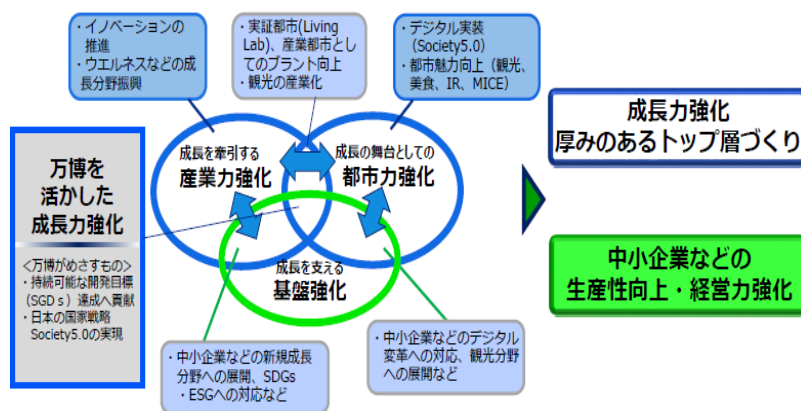 ・イノベーションの
推進
・ウエルネスなどの成
長分野振興
・実証都市(Living
Lab)、産業都市とし
てのブラント向上
・観光の産業化
・デジタル実装
(Society5.0)
・都市魅力向上（観光、
美食、IR、MICE）
万博を
活かした
成長力強化
<万博がめさすもの>
・持続可能な開発目標
（SGDｓ）達成へ貢献
・日本の国家戦略
Society5.0の実現
成長を牽引する
産業力強化
成長の舞台としての
都市力強化
成長を支える
基盤強化
・中小企業などの新規成長
分野への展開、SDGs
・ESGへの対応など
・中小企業などのデジタル
変革への対応、観光分野
への展開など
成長力強化
厚みのあるトップ層づくり
中小企業などの
生産性向上・経営力強化